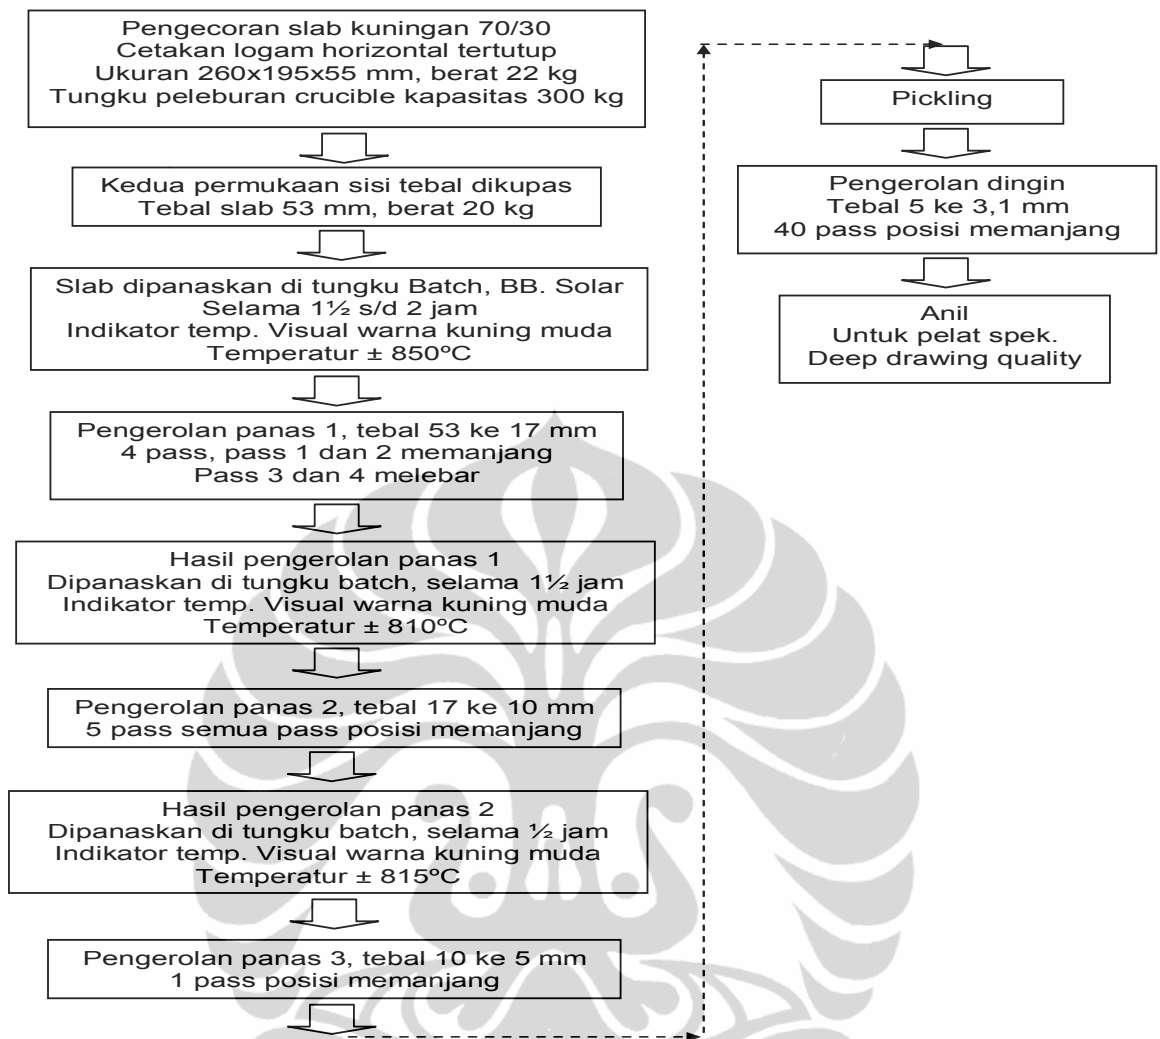 Pengecoran slab kuningan 70/30
Cetakan logam horizontal tertutup
Ukuran 260x195x55 mm, berat 22 kg
Tungku peleburan crucible kapasitas 300 kg
Kedua permukaan sisi tebal dikupas
Tebal slab 53 mm, berat 20 kg
Slab dipanaskan di tungku Batch, BB. Solar
Selama 1½ s/d 2 jam
Indikator temp. Visual warna kuning muda
Temperatur ± 850ºC
Pengerolan panas 1, tebal 53 ke 17 mm
4 pass, pass 1 dan 2 memanjang
Pass 3 dan 4 melebar
Hasil pengerolan panas 1
Dipanaskan di tungku batch, selama 1½ jam
Indikator temp. Visual warna kuning muda
Temperatur ± 810ºC
Pengerolan panas 2, tebal 17 ke 10 mm
5 pass semua pass posisi memanjang
Hasil pengerolan panas 2
Dipanaskan di tungku batch, selama ½ jam
Indikator temp. Visual warna kuning muda
Temperatur ± 815ºC
Pengerolan panas 3, tebal 10 ke 5 mm
1 pass posisi memanjang
Pickling
Pengerolan dingin
Tebal 5 ke 3,1 mm
40 pass posisi memanjang
Anil
Untuk pelat spek.
Deep drawing quality